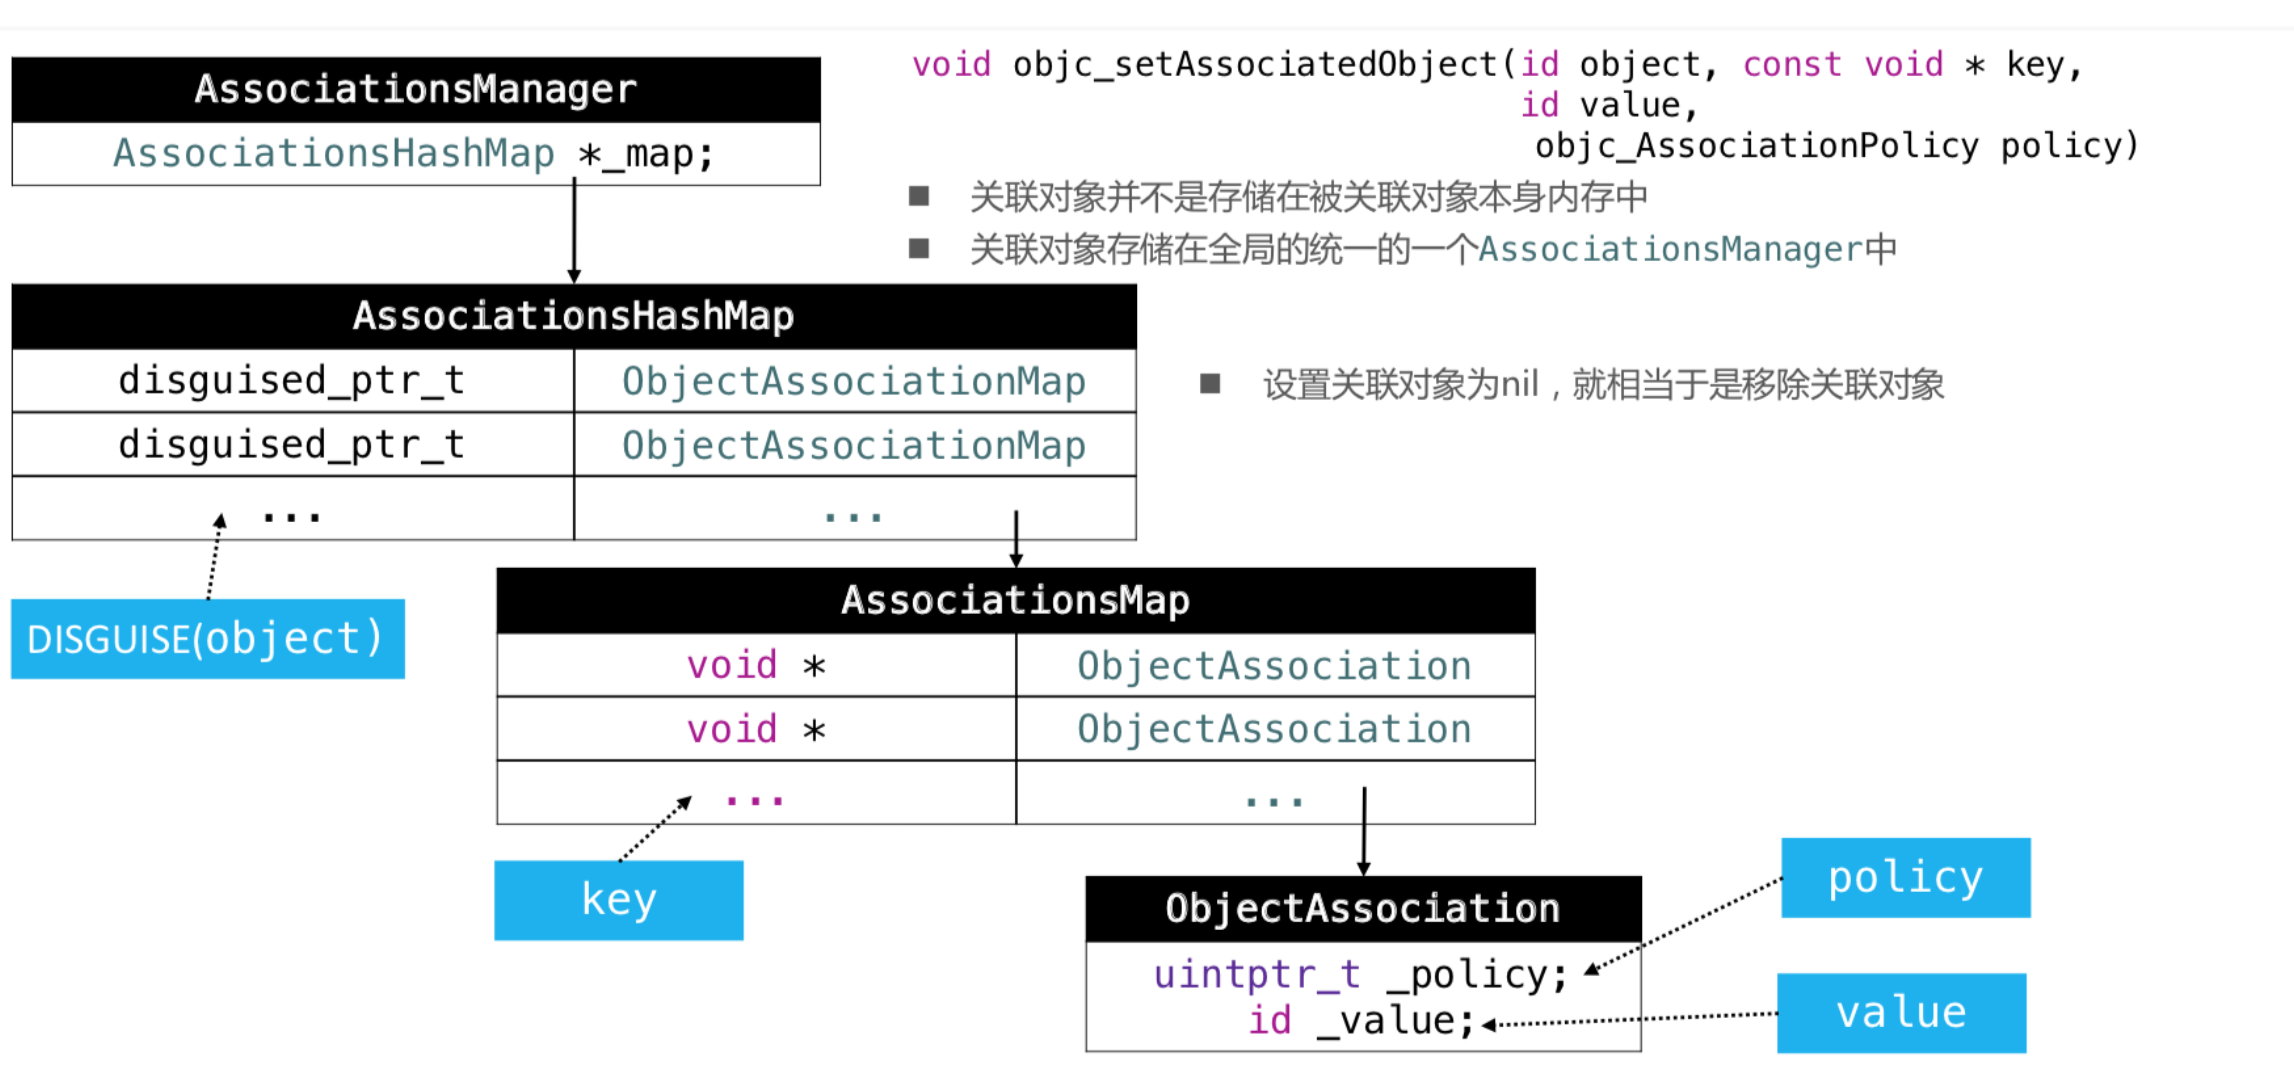 AssociationsManager
AssociationsHashMap *_map;
void objc_setAssociatedObject(id object, const void * key,
id value,
objc_AssociationPolicy policy)
■ 关联对象并不是存储在被关联对象本身内存中
■ 关联对象存储在全局的统一的一个AssociationsManager中
AssociationsHashMap
disguised_ptr_t ObjectAssociationMap
disguised_ptr_t ObjectAssociationMap
... ...
■ 设置关联对象为nil，就相当于是移除关联对象
DISGUISE(object)
AssociationsMap
void * ObjectAssociation
void * ObjectAssociation
... ...
key
ObjectAssociation
uintptr_t _policy;
id _value;
policy
value